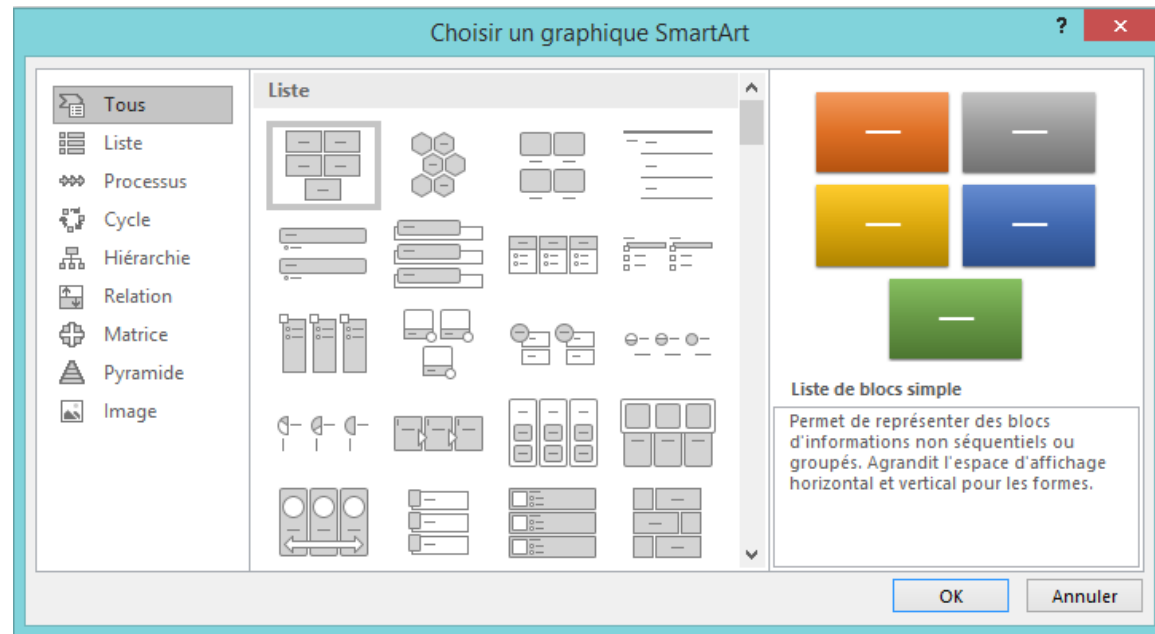 Choisir un graphique SmartArt
?
Tous
Liste
Processus
Cycle
Hiérarchie
Relation
Matrice
Pyramide
Image
Liste
Liste de blocs simple
Permet de représenter des blocs
d'informations non séquentiels ou
groupés. Agrandit l'espace d'affichage
horizontal et vertical pour les formes.
OK
Annuler